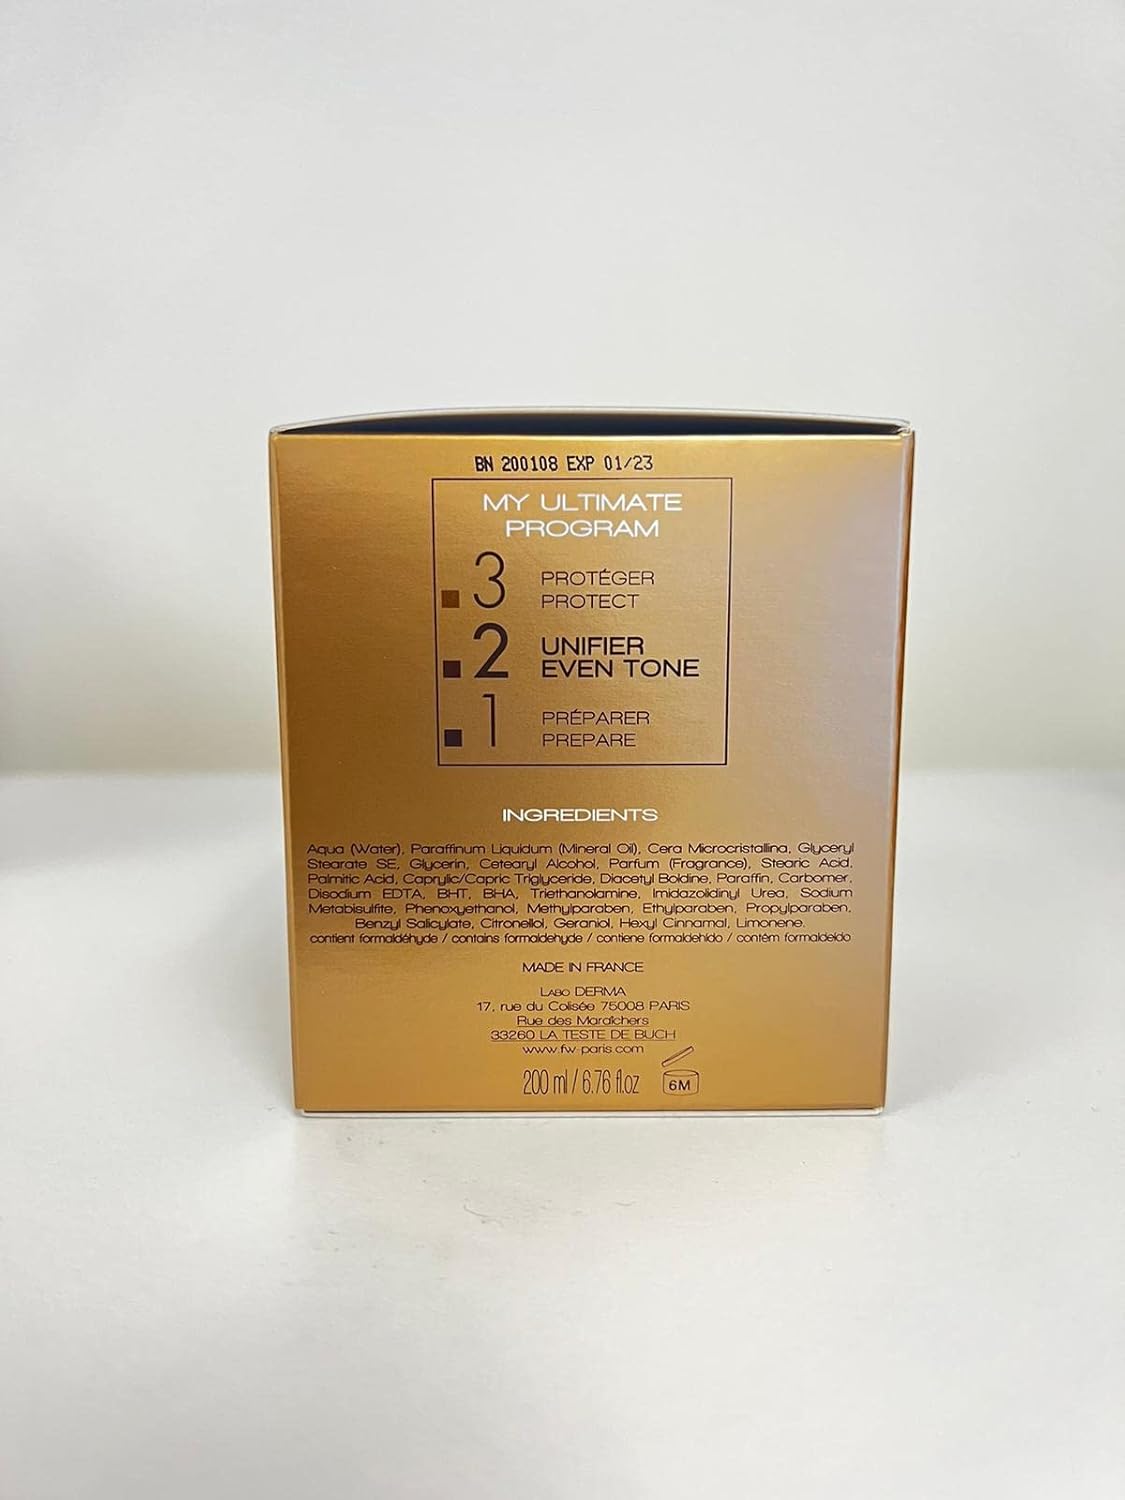 BN 200108 EXP 01/23
MY ULTIMATE
PROGRAM
3 PROTÉGER
PROTECT
2 UNIFIER
EVEN TONE
1 PRÉPARER
PREPARE
INGREDIENTS
Aqua (Water), Paraffinum Liquidum (Mineral Oil), Cera Microcristallina, Glyceryl
Stearate SE, Glycerin, Cetearyl Alcohol, Parfum (Fragrance), Stearic Acid,
Palmitic Acid, Caprylic/Capric Triglyceride, Diacetyl Boldine, Paraffin, Carbomer,
Disodium EDTA, BHT, BHA, Triethanolamine, Imidazolidinyl Urea, Sodium
Metabisulfite, Phenoxyethanol, Methylparaben, Ethylparaben, Propylparaben,
Benzyl Salicylate, Citronellol, Geraniol, Hexyl Cinnamal, Limonene.
contient formaldéhyde / contains formaldehyde / contiene formaldehído / contém formaldeído
MADE IN FRANCE
LABO DERMA
17, rue du Colisée 75008 PARIS
Rue des Maraîchers
33260 LA TESTE DE BUCH
www.fw-paris.com
200 ml / 6.76 fl.oz 6M